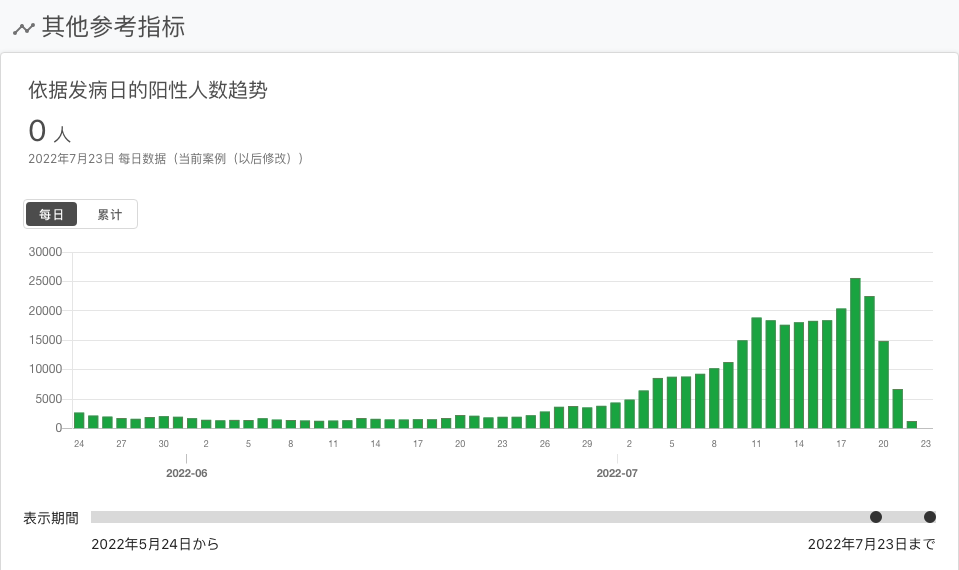 其他参考指标
依据发病日的阳性人数趋势
0 人
2022年7月23日 每日数据（当前案例（以后修改））
每日 累计
30000
25000
20000
15000
10000
5000
0
24 27 30 2 5 8 11 14 17 20 23 26 29 2 5 8 11 14 17 20 23
2022-06 2022-07
表示期間
2022年5月24日から 2022年7月23日まで